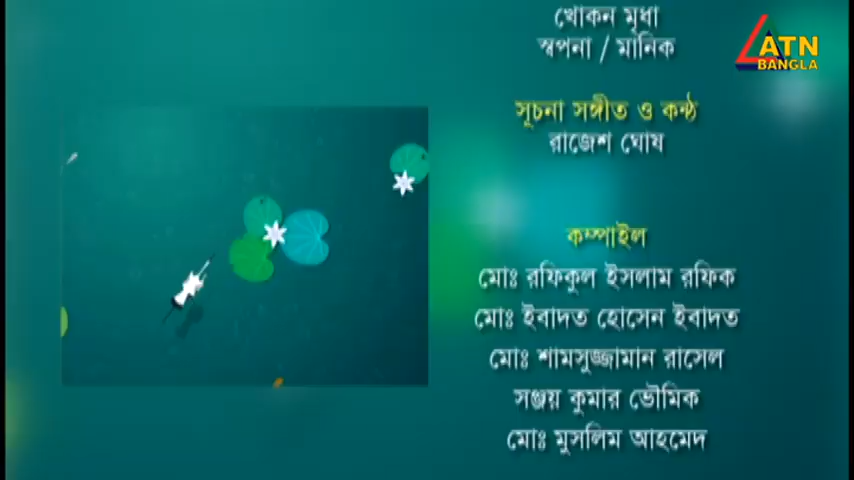 খোকন মৃধা
স্বপনা / মানিক
ATN
BANGLA
সূচনা সঙ্গীত ও কন্ঠ
রাজেশ ঘোষ
কম্পাইল
মোঃ রফিকুল ইসলাম রফিক
মোঃ ইবাদত হোসেন ইবাদত
মোঃ শামসুজ্জামান রাসেল
সঞ্জয় কুমার ভৌমিক
মোঃ মুসলিম আহমেদ